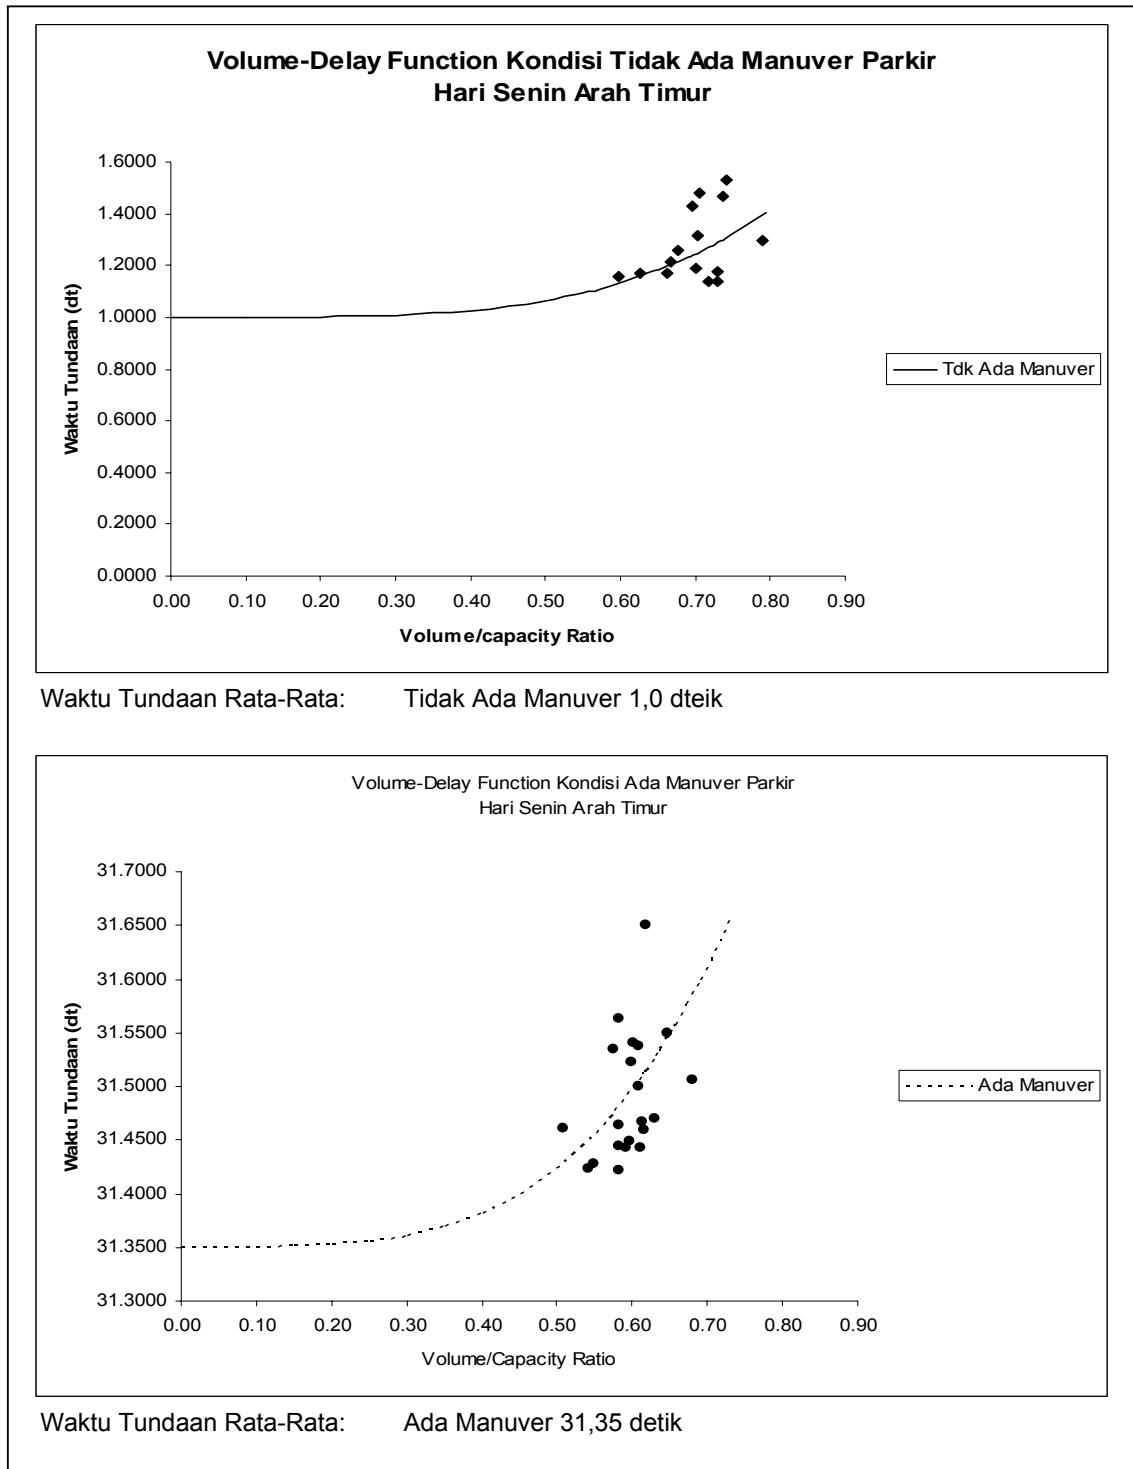 Volume-Delay Function Kondisi Tidak Ada Manuver Parkir
Hari Senin Arah Timur
Waktu Tundaan (dt)
1.6000
1.4000
1.2000
1.0000
0.8000
0.6000
0.4000
0.2000
0.0000
0.00 0.10 0.20 0.30 0.40 0.50 0.60 0.70 0.80 0.90
Volume/capacity Ratio
Tdk Ada Manuver
Waktu Tundaan Rata-Rata: Tidak Ada Manuver 1,0 dteik
Volume-Delay Function Kondisi Ada Manuver Parkir
Hari Senin Arah Timur
Waktu Tundaan (dt)
31.7000
31.6500
31.6000
31.5500
31.5000
31.4500
31.4000
31.3500
31.3000
0.00 0.10 0.20 0.30 0.40 0.50 0.60 0.70 0.80 0.90
Volume/Capacity Ratio
Ada Manuver
Waktu Tundaan Rata-Rata: Ada Manuver 31,35 detik